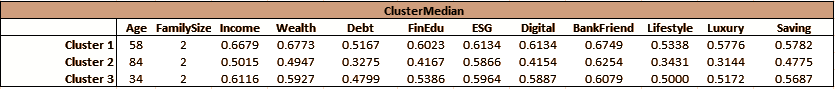 ClusterMedian
Age FamilySize Income Wealth Debt FinEdu ESG Digital BankFriend Lifestyle Luxury Saving
Cluster 1 58 2 0.6679 0.6773 0.5167 0.6023 0.6134 0.6134 0.6749 0.5338 0.5776 0.5782
Cluster 2 84 2 0.5015 0.4947 0.3275 0.4167 0.5866 0.4154 0.6254 0.3431 0.3144 0.4775
Cluster 3 34 2 0.6116 0.5927 0.4799 0.5386 0.5964 0.5887 0.6079 0.5000 0.5172 0.5687